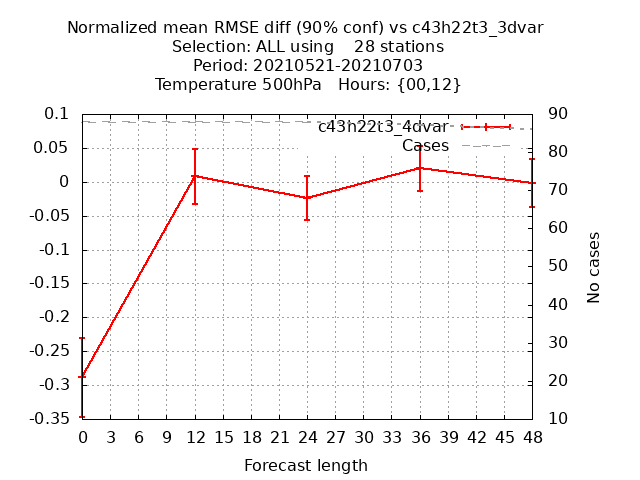 Normalized mean RMSE diff (90% conf) vs c43h22t3_3dvar
Selection: ALL using    28 stations
Period: 20210521-20210703
Temperature 500hPa   Hours: {00,12}
0.1
0.05
0
-0.05
-0.1
-0.15
-0.2
-0.25
-0.3
-0.35
c43h22t3_4dvar
Cases
90
80
70
60
50
40
30
20
10
No cases
0 3 6 9 12 15 18 21 24 27 30 33 36 39 42 45 48
Forecast length